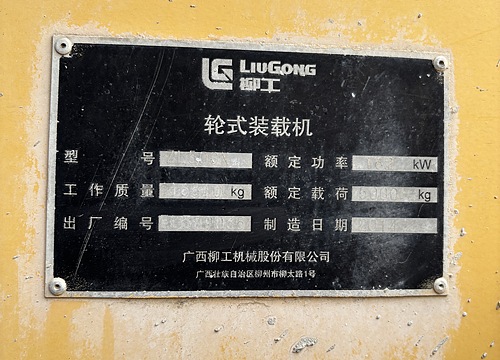 LIUGONG
柳工
轮式装载机
型号 额定功率 kW
工作质量 kg 额定载荷 kg
出厂编号 制造日期
广西柳工机械股份有限公司
广西壮族自治区柳州市柳太路1号